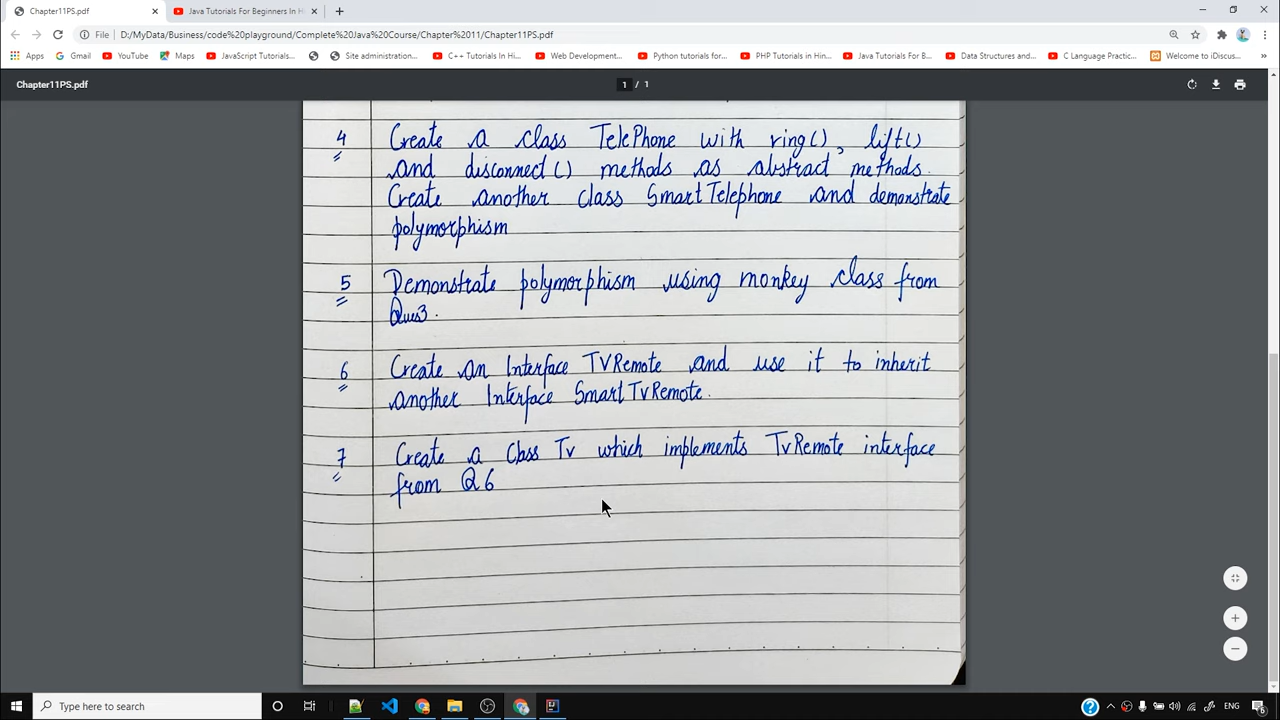 Chapter11PS.pdf
Java Tutorials For Beginners In H
File
D:/MyData/Business/code%20playground/Complete%20Java%20Course/Chapter%2011/Chapter11PS.pdf
Apps
Gmail
YouTube
Maps
JavaScript Tutorials...
Site administration...
C++ Tutorials In Hi...
Web Development...
Python tutorials for...
PHP Tutorials in Hin...
Java Tutorials For B...
Data Structures and...
C Language Practic...
Welcome to iDiscus...
Chapter11PS.pdf
1 / 1
4 Create a class TelePhone with ring(), lift()
and disconnect() methods as abstract methods.
Create another class SmartTelephone and demonstrate
polymorphism
5 Demonstrate polymorphism using monkey class from
Ques3.
6 Create an Interface TVRemote and use it to inherit
another Interface SmartTvRemote.
7 Create a Class Tv which implements TvRemote interface
from Q6
Type here to search
ENG